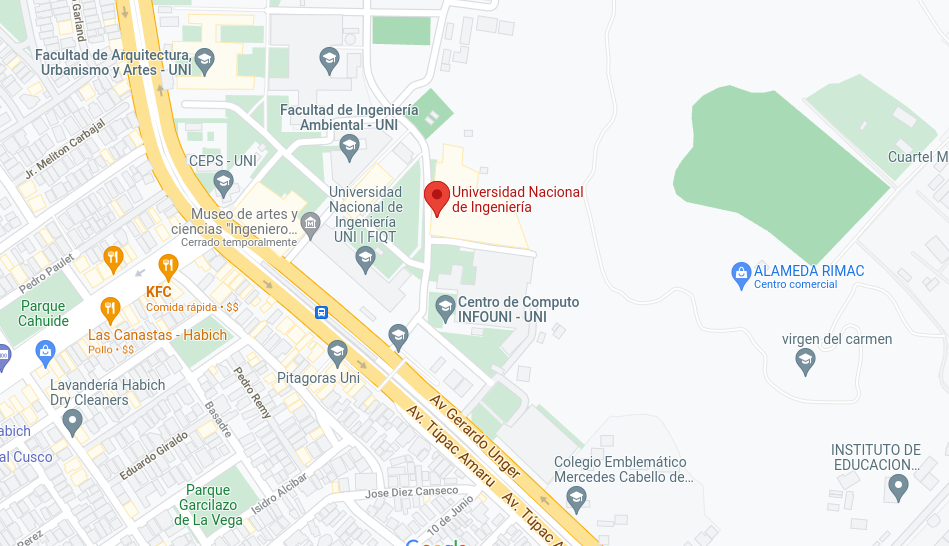 Garland
Facultad de Arquitectura,
Urbanismo y Artes - UNI
Facultad de Ingeniería
Ambiental - UNI
Jr. Meliton Carbajal
CEPS - UNI
Cuartel M
Universidad
Nacional de
Ingeniería
UNI | FIQT
Universidad Nacional
de Ingeniería
Museo de artes y
ciencias "Ingeniero...
Cerrado temporalmente
Pedro Paulet
ALAMEDA RIMAC
Centro comercial
KFC
Comida rápida • $$
Parque
Cahuide
Centro de Computo
INFOUNI - UNI
Las Canastas - Habich
Pollo • $$
virgen del carmen
Pitagoras Uni
Lavandería Habich
Dry Cleaners
Pedro Remy
Basadre
Av Gerardo Unger
Av. Túpac Amaru
abich
al Cusco
Eduardo Giraldo
INSTITUTO DE
EDUCACION...
Colegio Emblemático
Mercedes Cabello de...
Parque
Garcilazo
de La Vega
Isidro Alcibar
Jose Diez Canseco
10 de Junio
Av. Túpac A
Perez
Google